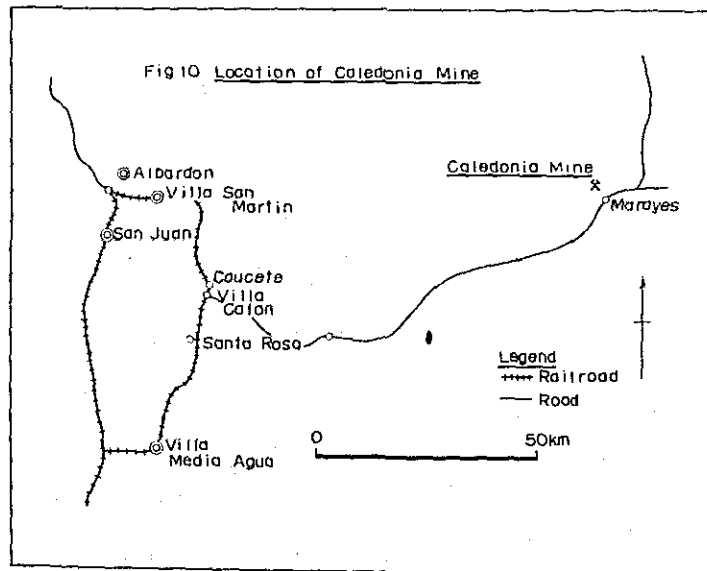 Fig 10 Location of Caledonia Mine
Albardon
Villa San
Martin
San Juan
Caledonia Mine
Marayes
Caucete
Villa
Calon
Santa Rosa
Legend
Railroad
Road
0 50km
Villa
Media Agua